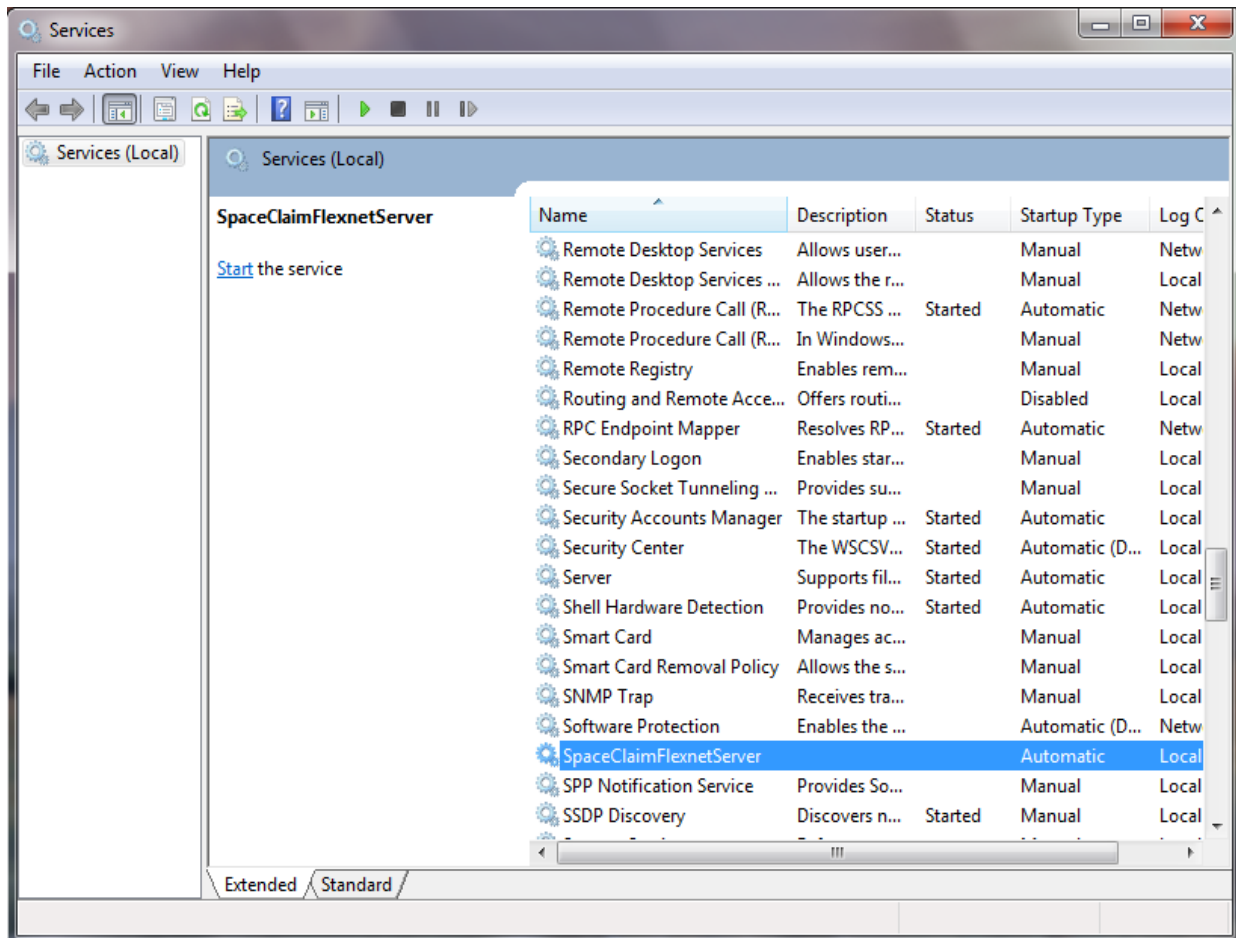 Services
File Action View Help
Services (Local)
Services (Local)
SpaceClaimFlexnetServer
Start the service
Name Description Status Startup Type Log O
Remote Desktop Services Allows user... Manual Netw
Remote Desktop Services ... Allows the r... Manual Local
Remote Procedure Call (R... The RPCSS ... Started Automatic Netw
Remote Procedure Call (R... In Windows... Manual Netw
Remote Registry Enables rem... Manual Local
Routing and Remote Acce... Offers routi... Disabled Local
RPC Endpoint Mapper Resolves RP... Started Automatic Netw
Secondary Logon Enables star... Manual Local
Secure Socket Tunneling ... Provides su... Manual Local
Security Accounts Manager The startup ... Started Automatic Local
Security Center The WSCSV... Started Automatic (D... Local
Server Supports fil... Started Automatic Local
Shell Hardware Detection Provides no... Started Automatic Local
Smart Card Manages ac... Manual Local
Smart Card Removal Policy Allows the s... Manual Local
SNMP Trap Receives tra... Manual Local
Software Protection Enables the ... Automatic (D... Netw
SpaceClaimFlexnetServer Automatic Local
SPP Notification Service Provides So... Manual Local
SSDP Discovery Discovers n... Started Manual Local
Extended Standard